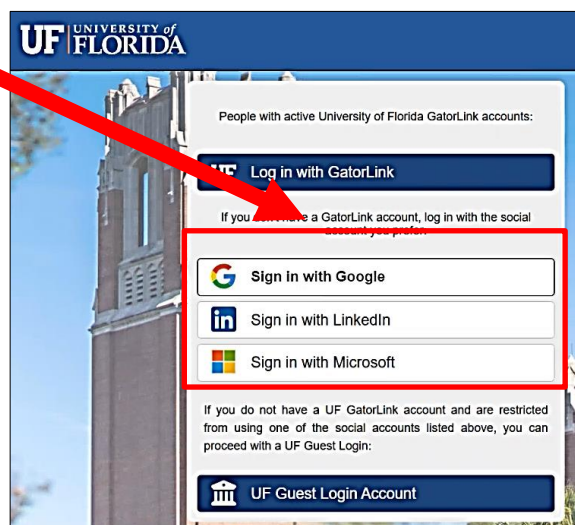 UF UNIVERSITY of
FLORIDA
People with active University of Florida GatorLink accounts:
UF Log in with GatorLink
If you have a GatorLink account, log in with the social
account you prefer.
Sign in with Google
in Sign in with LinkedIn
Sign in with Microsoft
If you do not have a UF GatorLink account and are restricted
from using one of the social accounts listed above, you can
proceed with a UF Guest Login:
UF Guest Login Account